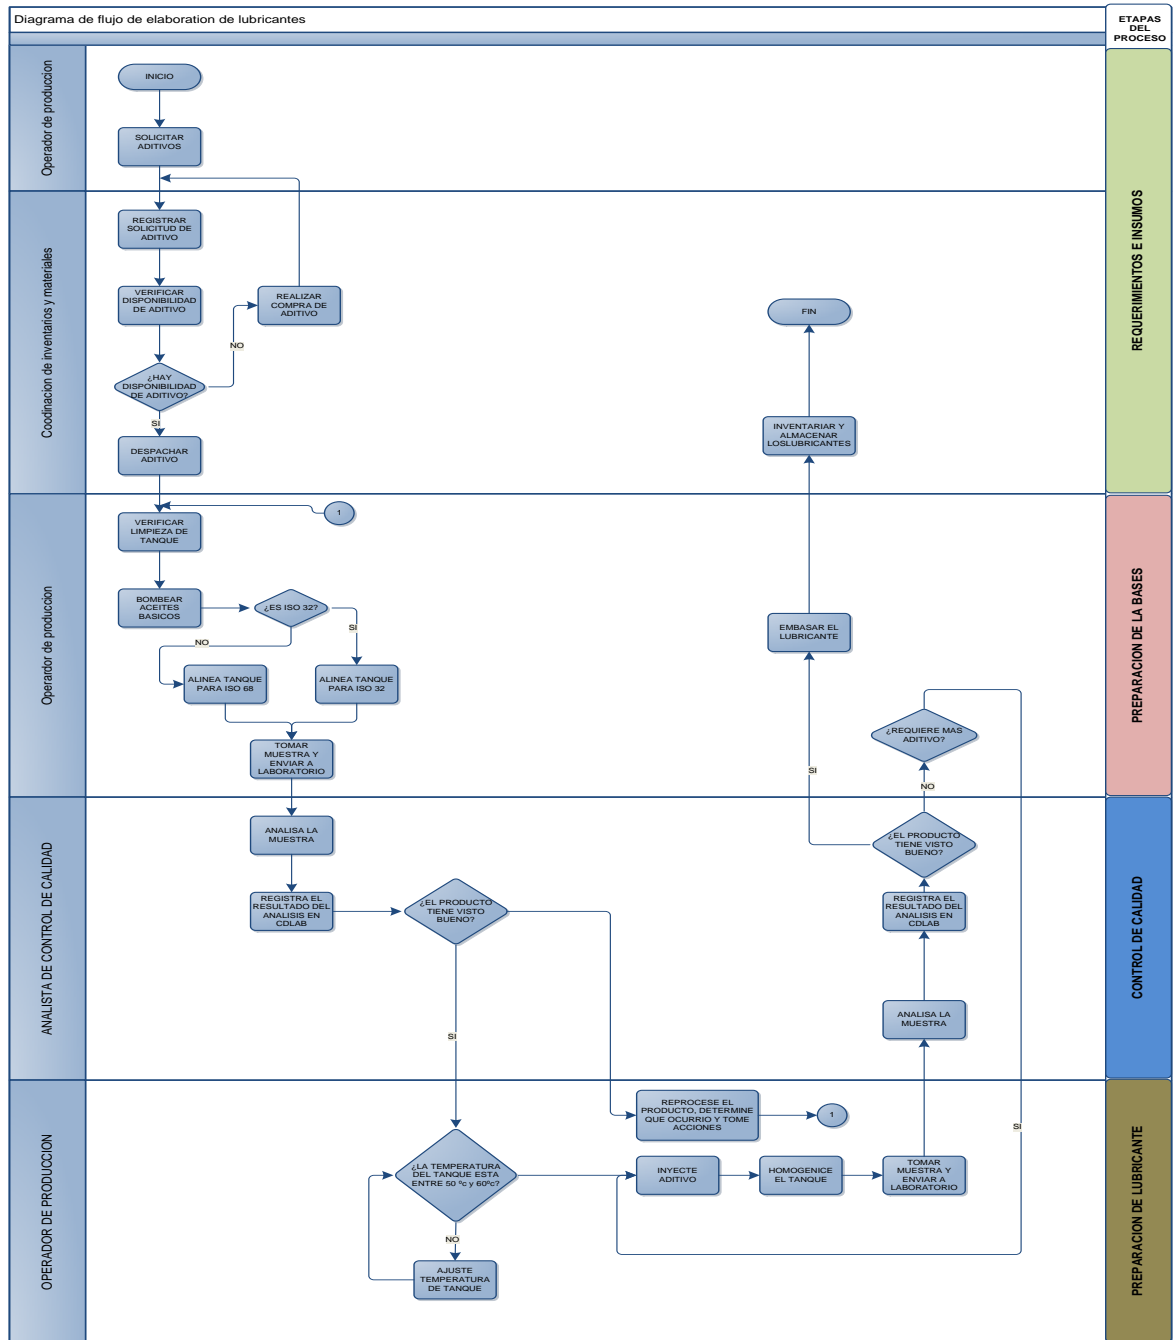 Diagrama de flujo de elaboration de lubricantes
ETAPAS
DEL
PROCESO
Operador de produccion
INICIO
SOLICITAR
ADITIVOS
REQUERIMIENTOS E INSUMOS
Coodinacion de inventarios y materiales
REGISTRAR
SOLICITUD DE
ADITIVO
VERIFICAR
DISPONIBILIDAD
DE ADITIVO
REALIZAR
COMPRA DE
ADITIVO
NO
¿HAY
DISPONIBILIDAD
DE ADITIVO?
SI
DESPACHAR
ADITIVO
FIN
INVENTARIAR Y
ALMACENAR
LOSLUBRICANTES
Operardor de produccion
1
VERIFICAR
LIMPIEZA DE
TANQUE
BOMBEAR
ACEITES
BASICOS
¿ES ISO 32?
SI
NO
ALINEA TANQUE
PARA ISO 68
ALINEA TANQUE
PARA ISO 32
TOMAR
MUESTRA Y
ENVIAR A
LABORATORIO
EMBASAR EL
LUBRICANTE
¿REQUIERE MAS
ADITIVO?
SI
NO
PREPARACION DE LA BASES
ANALISTA DE CONTROL DE CALIDAD
ANALISA LA
MUESTRA
REGISTRA EL
RESULTADO DEL
ANALISIS EN
CDLAB
¿EL PRODUCTO
TIENE VISTO
BUENO?
SI
¿EL PRODUCTO
TIENE VISTO
BUENO?
REGISTRA EL
RESULTADO DEL
ANALISIS EN
CDLAB
ANALISA LA
MUESTRA
CONTROL DE CALIDAD
OPERADOR DE PRODUCCION
REPROCESE EL
PRODUCTO, DETERMINE
QUE OCURRIO Y TOME
ACCIONES
1
SI
¿LA TEMPERATURA
DEL TANQUE ESTA
ENTRE 50 ºc y 60ºc?
INYECTE
ADITIVO
HOMOGENICE
EL TANQUE
TOMAR
MUESTRA Y
ENVIAR A
LABORATORIO
NO
AJUSTE
TEMPERATURA
DE TANQUE
PREPARACION DE LUBRICANTE